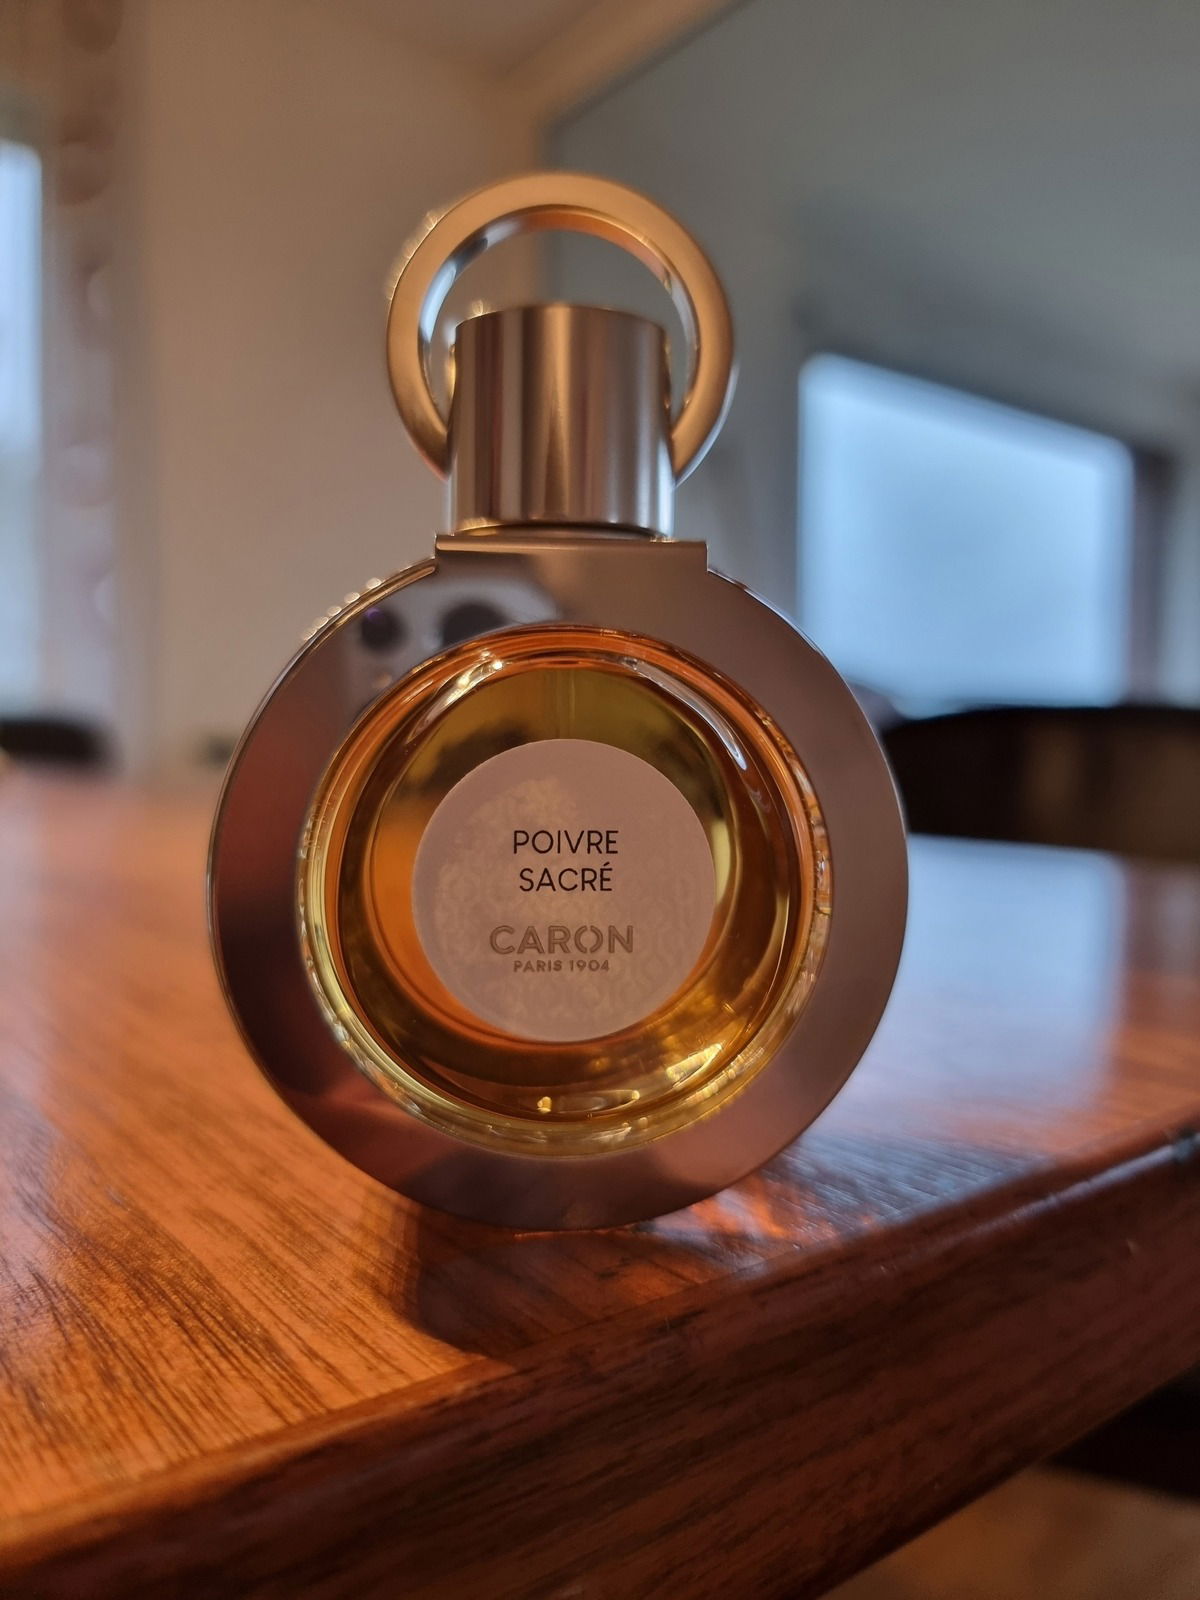 POIVRE
SACRÉ
CARON
PARIS 1904